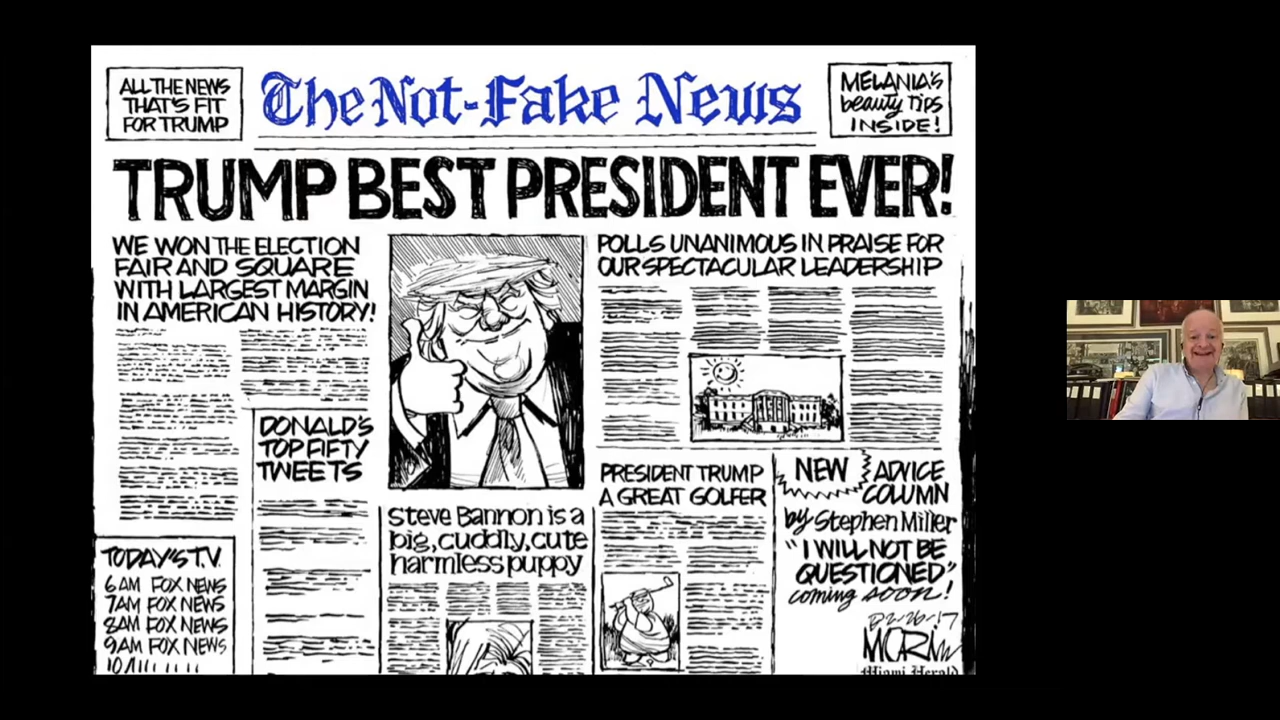 ALL THE NEWS
THAT'S FIT
FOR TRUMP
The Not-Fake News
MELANIA'S
beauty tips
INSIDE!
TRUMP BEST PRESIDENT EVER!
WE WON THE ELECTION
FAIR AND SQUARE
WITH LARGEST MARGIN
IN AMERICAN HISTORY!
POLLS UNANIMOUS IN PRAISE FOR
OUR SPECTACULAR LEADERSHIP
DONALD'S
TOP FIFTY
TWEETS
TODAY'S T.V.
6 AM FOX NEWS
7AM FOX NEWS
8AM FOX NEWS
9AM FOX NEWS
steve Bannon is a
big, cuddly, cute
harmless puppy
PRESIDENT TRUMP
A GREAT GOLFER
NEW ADVICE
COLUMN
by Stephen Miller
"I WILL NOT BE
QUESTIONED"
coming soon!
MORIN
Miami Herald